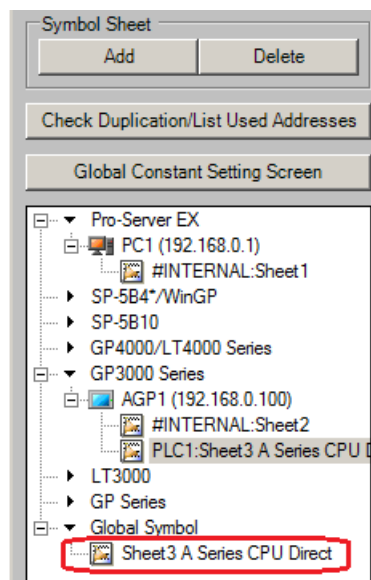 Symbol Sheet
Add Delete
Check Duplication/List Used Addresses
Global Constant Setting Screen
Pro-Server EX
PC1 (192.168.0.1)
#INTERNAL:Sheet1
SP-5B4*/WinGP
SP-5B10
GP4000/LT4000 Series
GP3000 Series
AGP1 (192.168.0.100)
#INTERNAL:Sheet2
PLC1:Sheet3 A Series CPU
LT3000
GP Series
Global Symbol
Sheet3 A Series CPU Direct